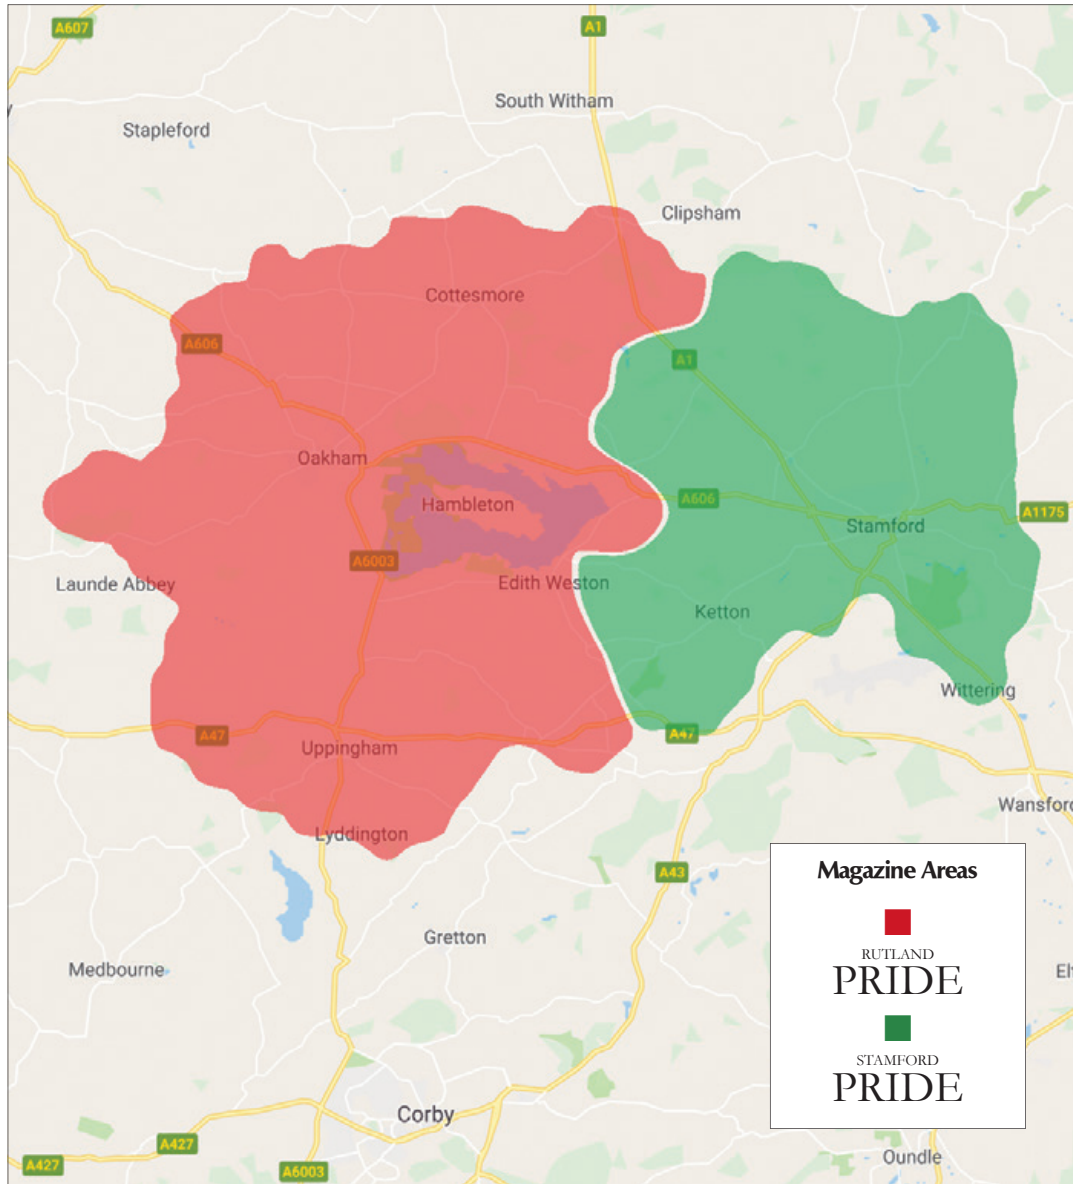 A607
A1
South Witham
Stapleford
Clipsham
Cottesmore
A606
A1
Oakham
Hambleton
A606
A1175
Stamford
A6003
Launde Abbey
Edith Weston
Ketton
Wittering
A47
A47
Uppingham
Wansford
Lyddington
A43
Magazine Areas
RUTLAND
PRIDE
STAMFORD
PRIDE
Gretton
Medbourne
Corby
A427
A427
A6003
Oundle